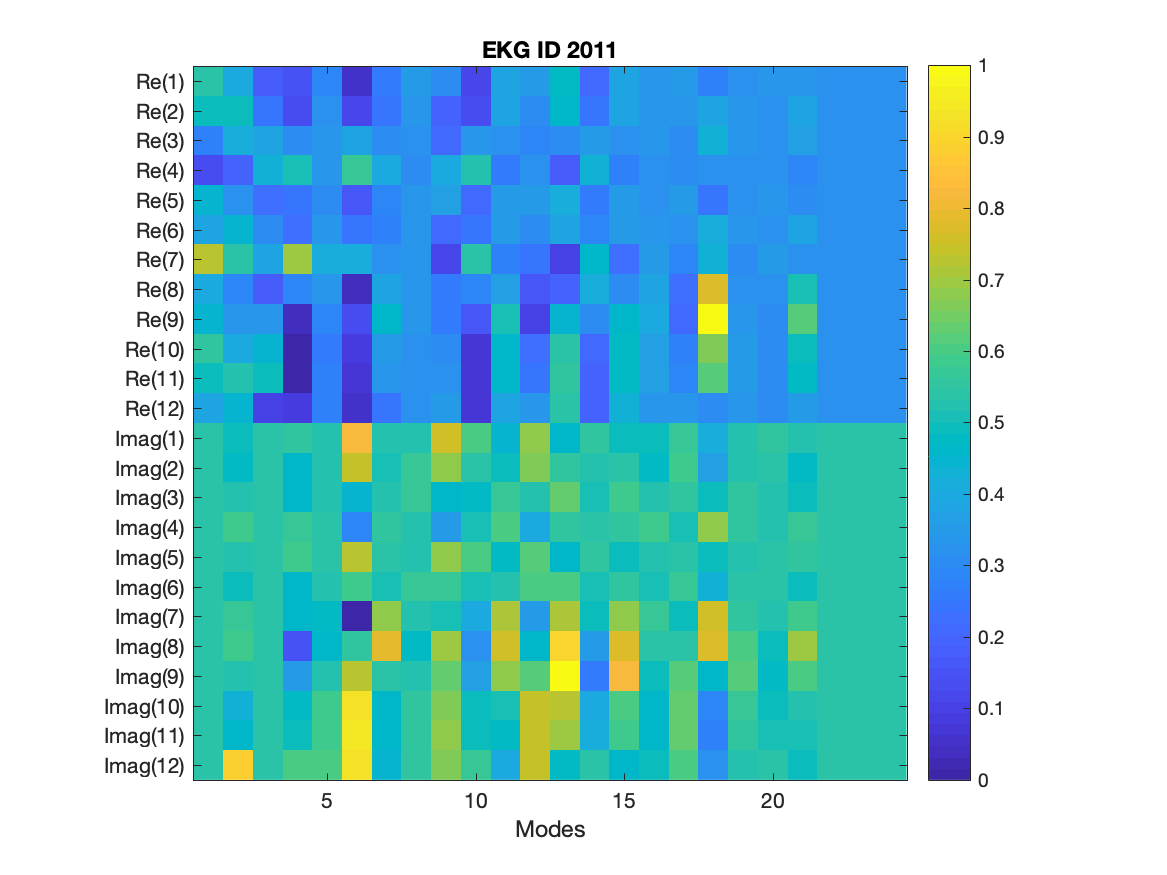 EKG ID 2011
Re(1)
Re(2)
Re(3)
Re(4)
Re(5)
Re(6)
Re(7)
Re(8)
Re(9)
Re(10)
Re(11)
Re(12)
Imag(1)
Imag(2)
Imag(3)
Imag(4)
Imag(5)
Imag(6)
Imag(7)
Imag(8)
Imag(9)
Imag(10)
Imag(11)
Imag(12)
5 10 15 20
Modes
1
0.9
0.8
0.7
0.6
0.5
0.4
0.3
0.2
0.1
0